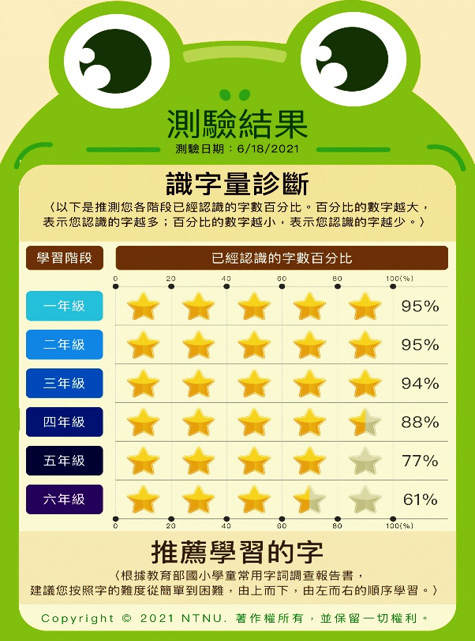 測驗結果
測驗日期：6/18/2021
識字量診斷
〈以下是推測您各階段已經認識的字數百分比。百分比的數字越大，
表示您認識的字越多；百分比的數字越小，表示您認識的字越少。〉
學習階段 已經認識的字數百分比
0 20 40 60 80 100(%)
一年級 95%
二年級 95%
三年級 94%
四年級 88%
五年級 77%
六年級 61%
0 20 40 60 80 100(%)
推薦學習的字
〈根據教育部國小學童常用字詞調查報告書，
建議您按照字的難度從簡單到困難，由上而下，由左而右的順序學習。〉
Copyright © 2021 NTNU. 著作權所有，並保留一切權利。